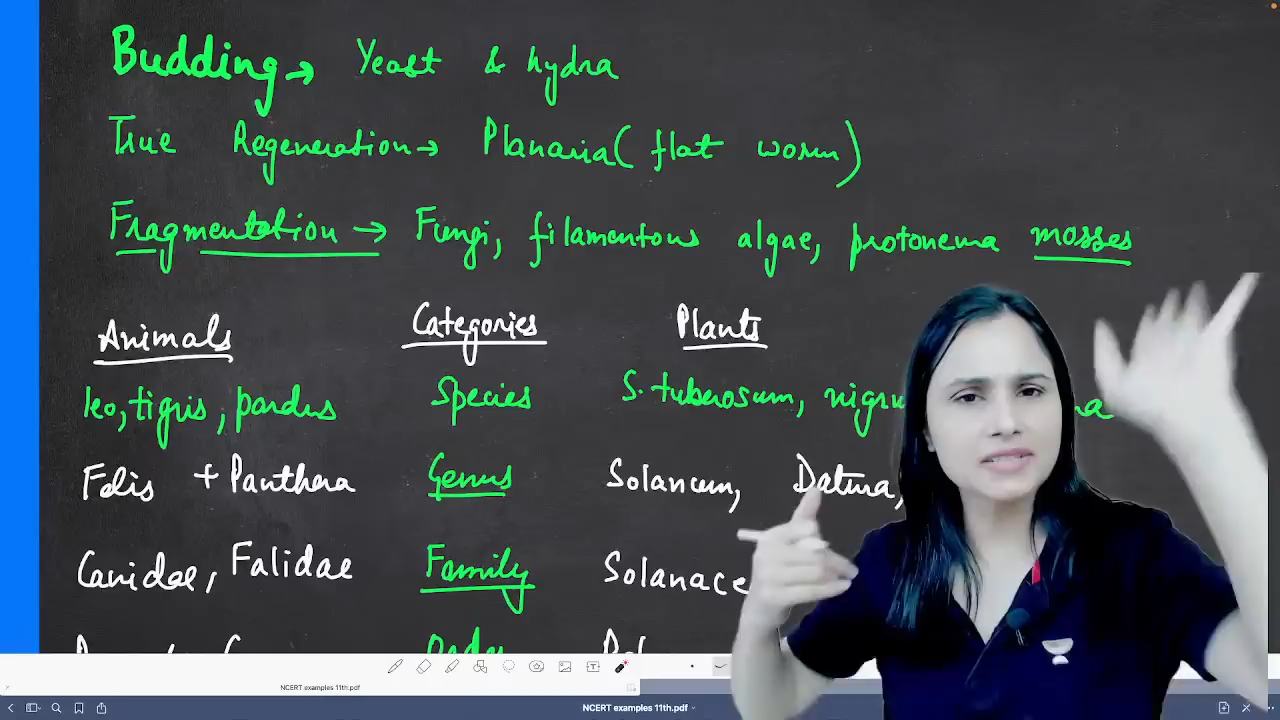 Budding → Yeast & hydra
True Regeneration → Planaria ( flat worm )
Fragmentation → Fungi, filamentous algae, protonema mosses
Animals Categories Plants
leo, tigris, pardus Species S. tuberosum,
Felis + Panthera Genus Solanum, Datura,
Canidae, Falidae Family
NCERT examples 11th.pdf
NCERT examples 11th.pdf